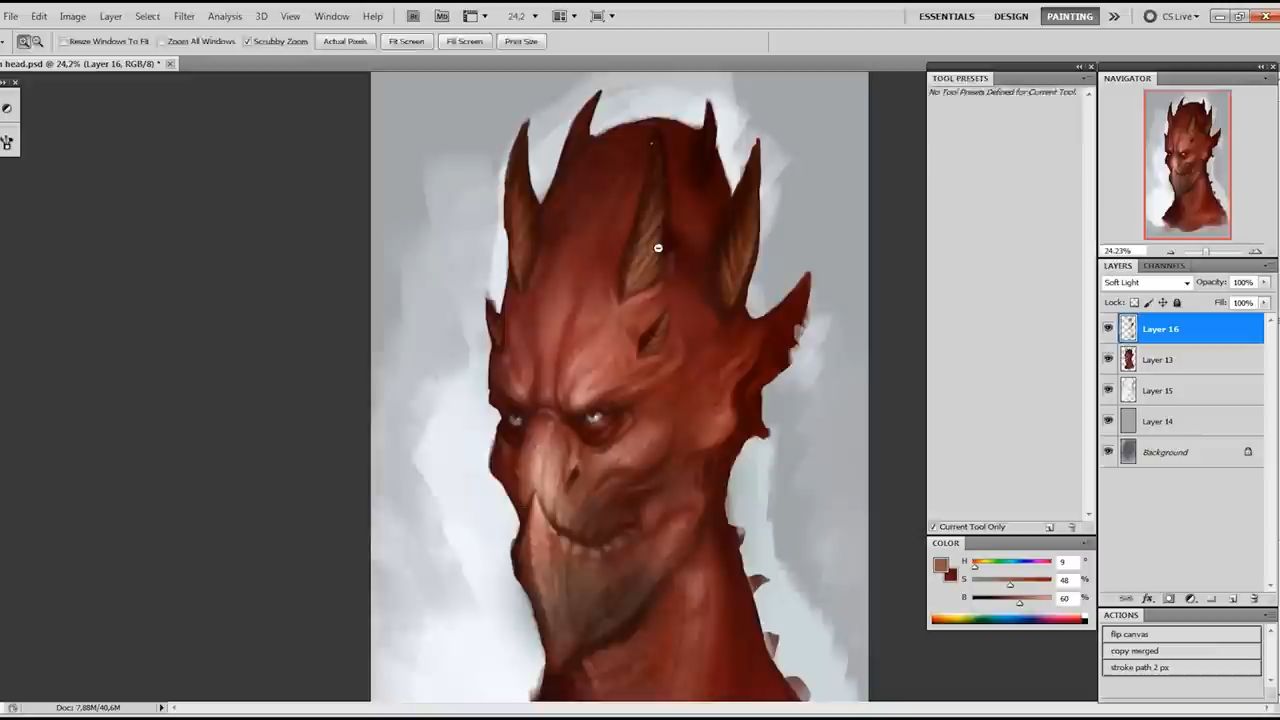 File Edit Image Layer Select Filter Analysis 3D View Window Help Br Mb 24,2 ESSENTIALS DESIGN PAINTING CS Live
Resize Windows To Fit Zoom All Windows Scrubby Zoom Actual Pixels Fit Screen Fill Screen Print Size
head.psd @ 24,2% (Layer 16, RGB/8) *
TOOL PRESETS
No Tool Presets Defined for Current Tool.
Current Tool Only
COLOR
H 9 °
S 48 %
B 60 %
NAVIGATOR
24.23%
LAYERS CHANNELS
Soft Light Opacity: 100%
Lock: Fill: 100%
Layer 16
Layer 13
Layer 15
Layer 14
Background
fx
ACTIONS
flip canvas
copy merged
stroke path 2 px
Doc: 7,88M/40,6M